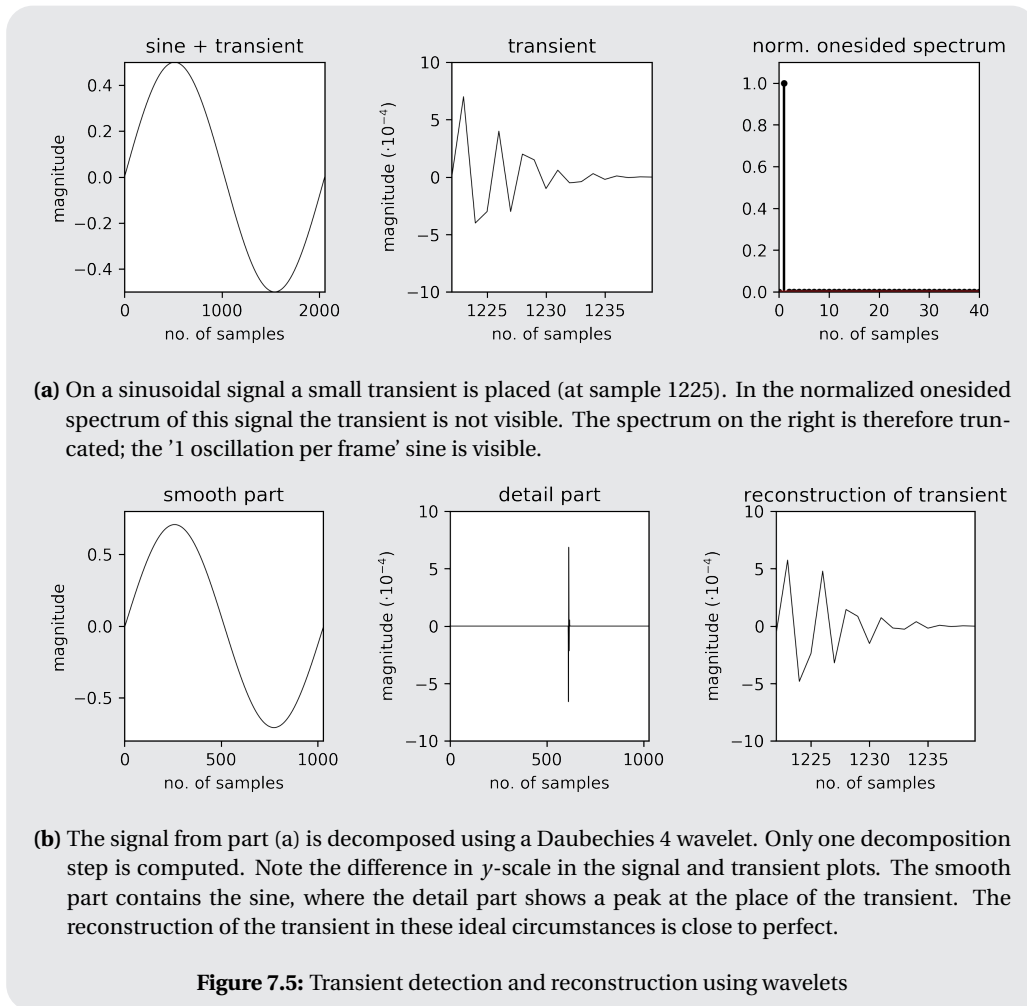 sine + transient
transient
norm. onesided spectrum
magnitude
0.4
0.2
0.0
−0.2
−0.4
0
1000
2000
no. of samples
magnitude (·10⁻⁴)
10
5
0
−5
−10
1225
1230
1235
no. of samples
1.0
0.8
0.6
0.4
0.2
0.0
0
10
20
30
40
no. of samples
(a) On a sinusoidal signal a small transient is placed (at sample 1225). In the normalized onesided
spectrum of this signal the transient is not visible. The spectrum on the right is therefore trun-
cated; the '1 oscillation per frame' sine is visible.
smooth part
detail part
reconstruction of transient
magnitude
0.5
0.0
−0.5
0
500
1000
no. of samples
magnitude (·10⁻⁴)
10
5
0
−5
−10
0
500
1000
no. of samples
magnitude (·10⁻⁴)
10
5
0
−5
−10
1225
1230
1235
no. of samples
(b) The signal from part (a) is decomposed using a Daubechies 4 wavelet. Only one decomposition
step is computed. Note the difference in y-scale in the signal and transient plots. The smooth
part contains the sine, where the detail part shows a peak at the place of the transient. The
reconstruction of the transient in these ideal circumstances is close to perfect.
Figure 7.5: Transient detection and reconstruction using wavelets